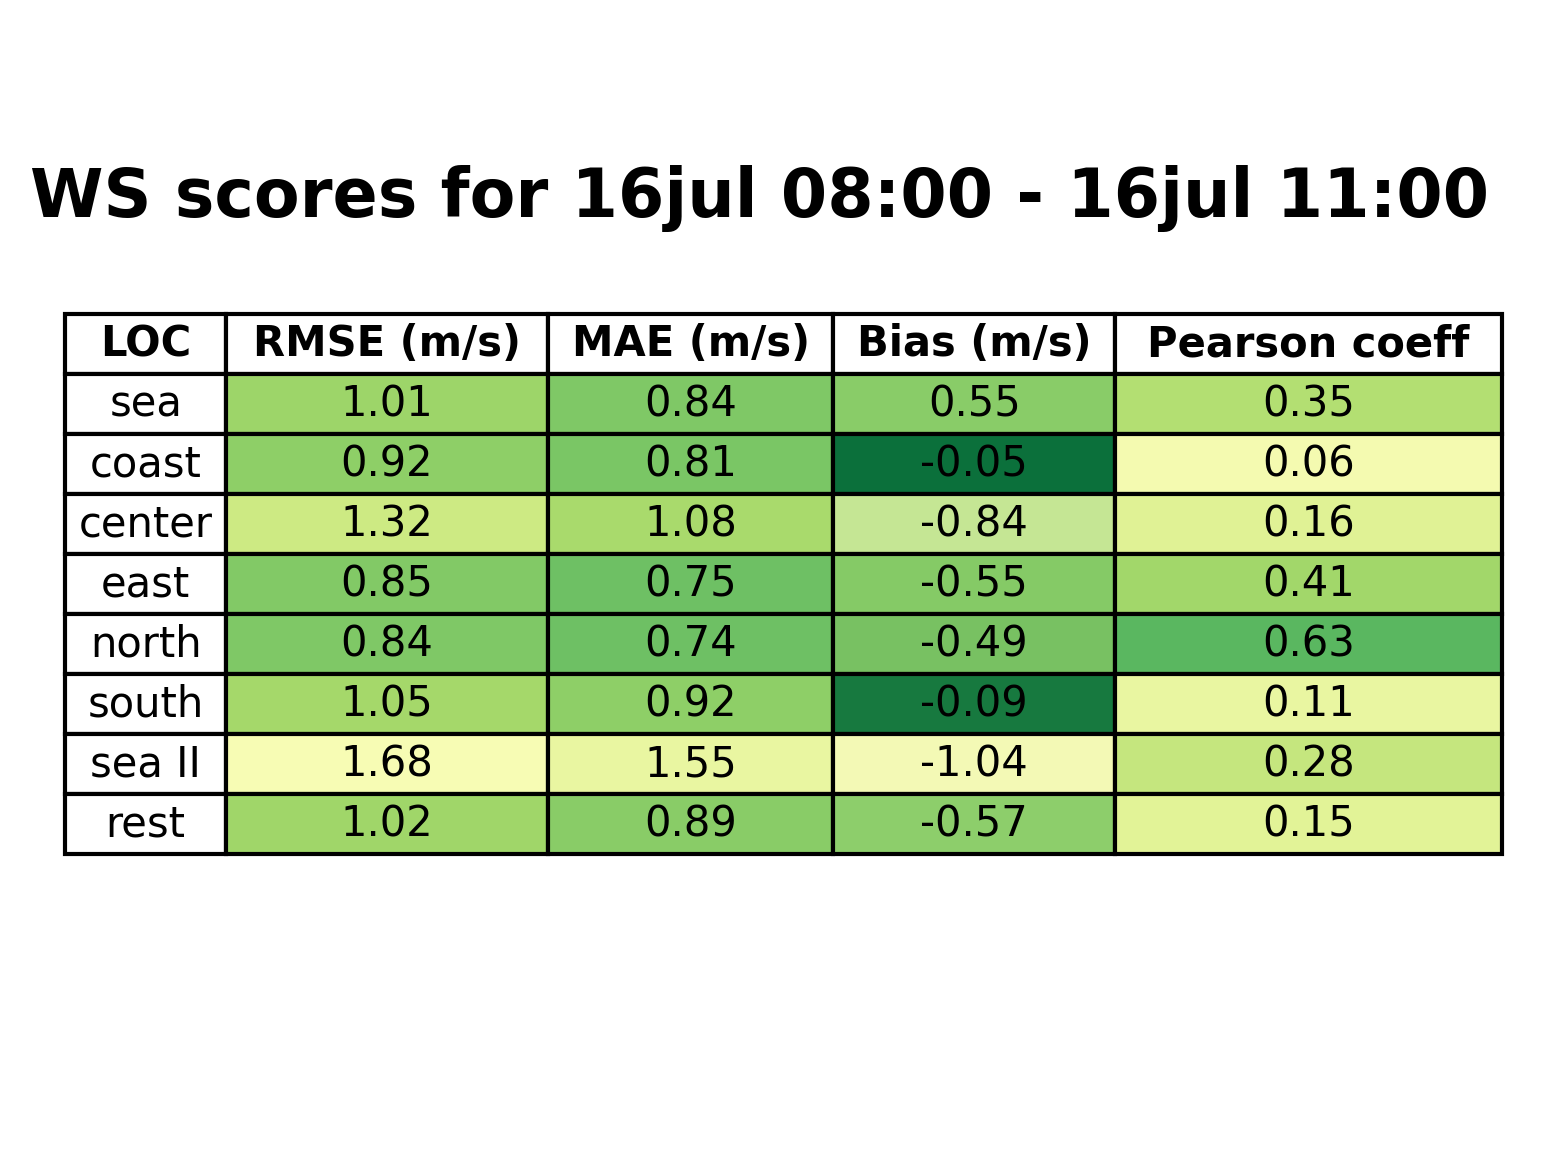 WS scores for 16jul 08:00 - 16jul 11:00
LOC RMSE (m/s) MAE (m/s) Bias (m/s) Pearson coeff
sea 1.01 0.84 0.55 0.35
coast 0.92 0.81 -0.05 0.06
center 1.32 1.08 -0.84 0.16
east 0.85 0.75 -0.55 0.41
north 0.84 0.74 -0.49 0.63
south 1.05 0.92 -0.09 0.11
sea II 1.68 1.55 -1.04 0.28
rest 1.02 0.89 -0.57 0.15